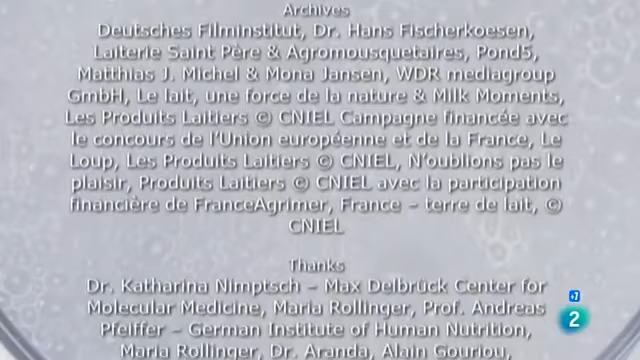 Archives
Deutsches Filminstitut, Dr. Hans Fischerkoesen,
Laiterie Saint Père & Agromousquetaires, Pond5,
Matthias J. Michel & Mona Jansen, WDR mediagroup
GmbH, Le lait, une force de la nature & Milk Moments,
Les Produits Laitiers © CNIEL Campagne financée avec
le concours de l'Union européenne et de la France, Le
Loup, Les Produits Laitiers © CNIEL, N'oublions pas le
plaisir, Produits Laitiers © CNIEL avec la participation
financière de FranceAgrimer, France – terre de lait, ©
CNIEL
Thanks
Dr. Katharina Nimptsch – Max Delbrück Center for
Molecular Medicine, Maria Rollinger, Prof. Andreas
Pfeiffer – German Institute of Human Nutrition,
Maria Rollinger, Dr. Aranda, Alain Gouriou,
+7
2